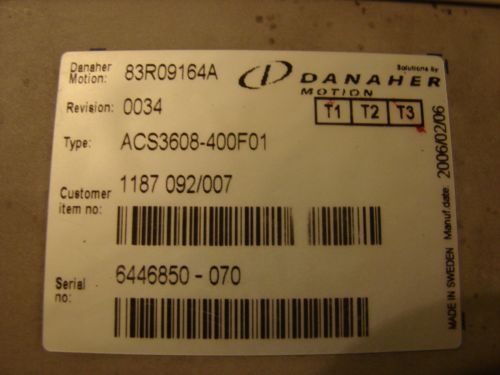 Danaher Motion: 83R09164A
Solutions by
DANAHER
MOTION
Revision: 0034
T1 T2 T3
Type: ACS3608-400F01
Customer item no: 1187 092/007
Serial no: 6446850 - 070
MADE IN SWEDEN Manuf date: 2006/02/06